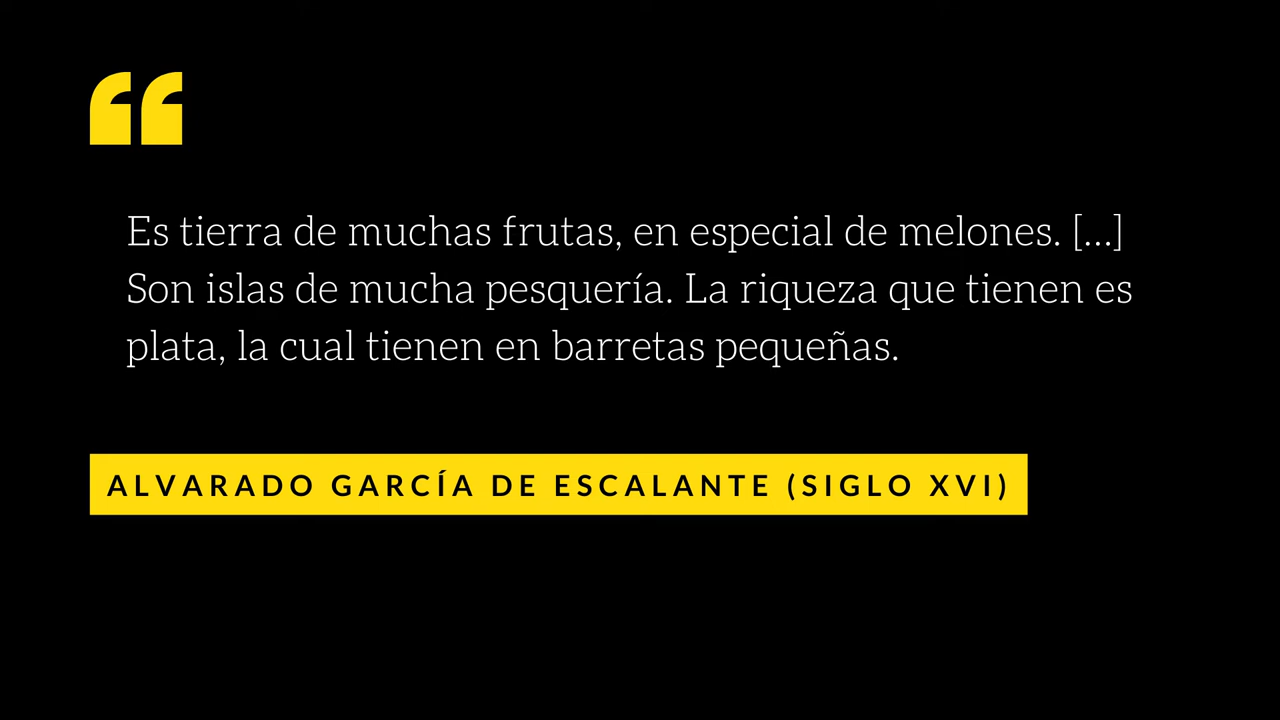 “
Es tierra de muchas frutas, en especial de melones. [...]
Son islas de mucha pesquería. La riqueza que tienen es
plata, la cual tienen en barretas pequeñas.
ALVARADO GARCÍA DE ESCALANTE (SIGLO XVI)